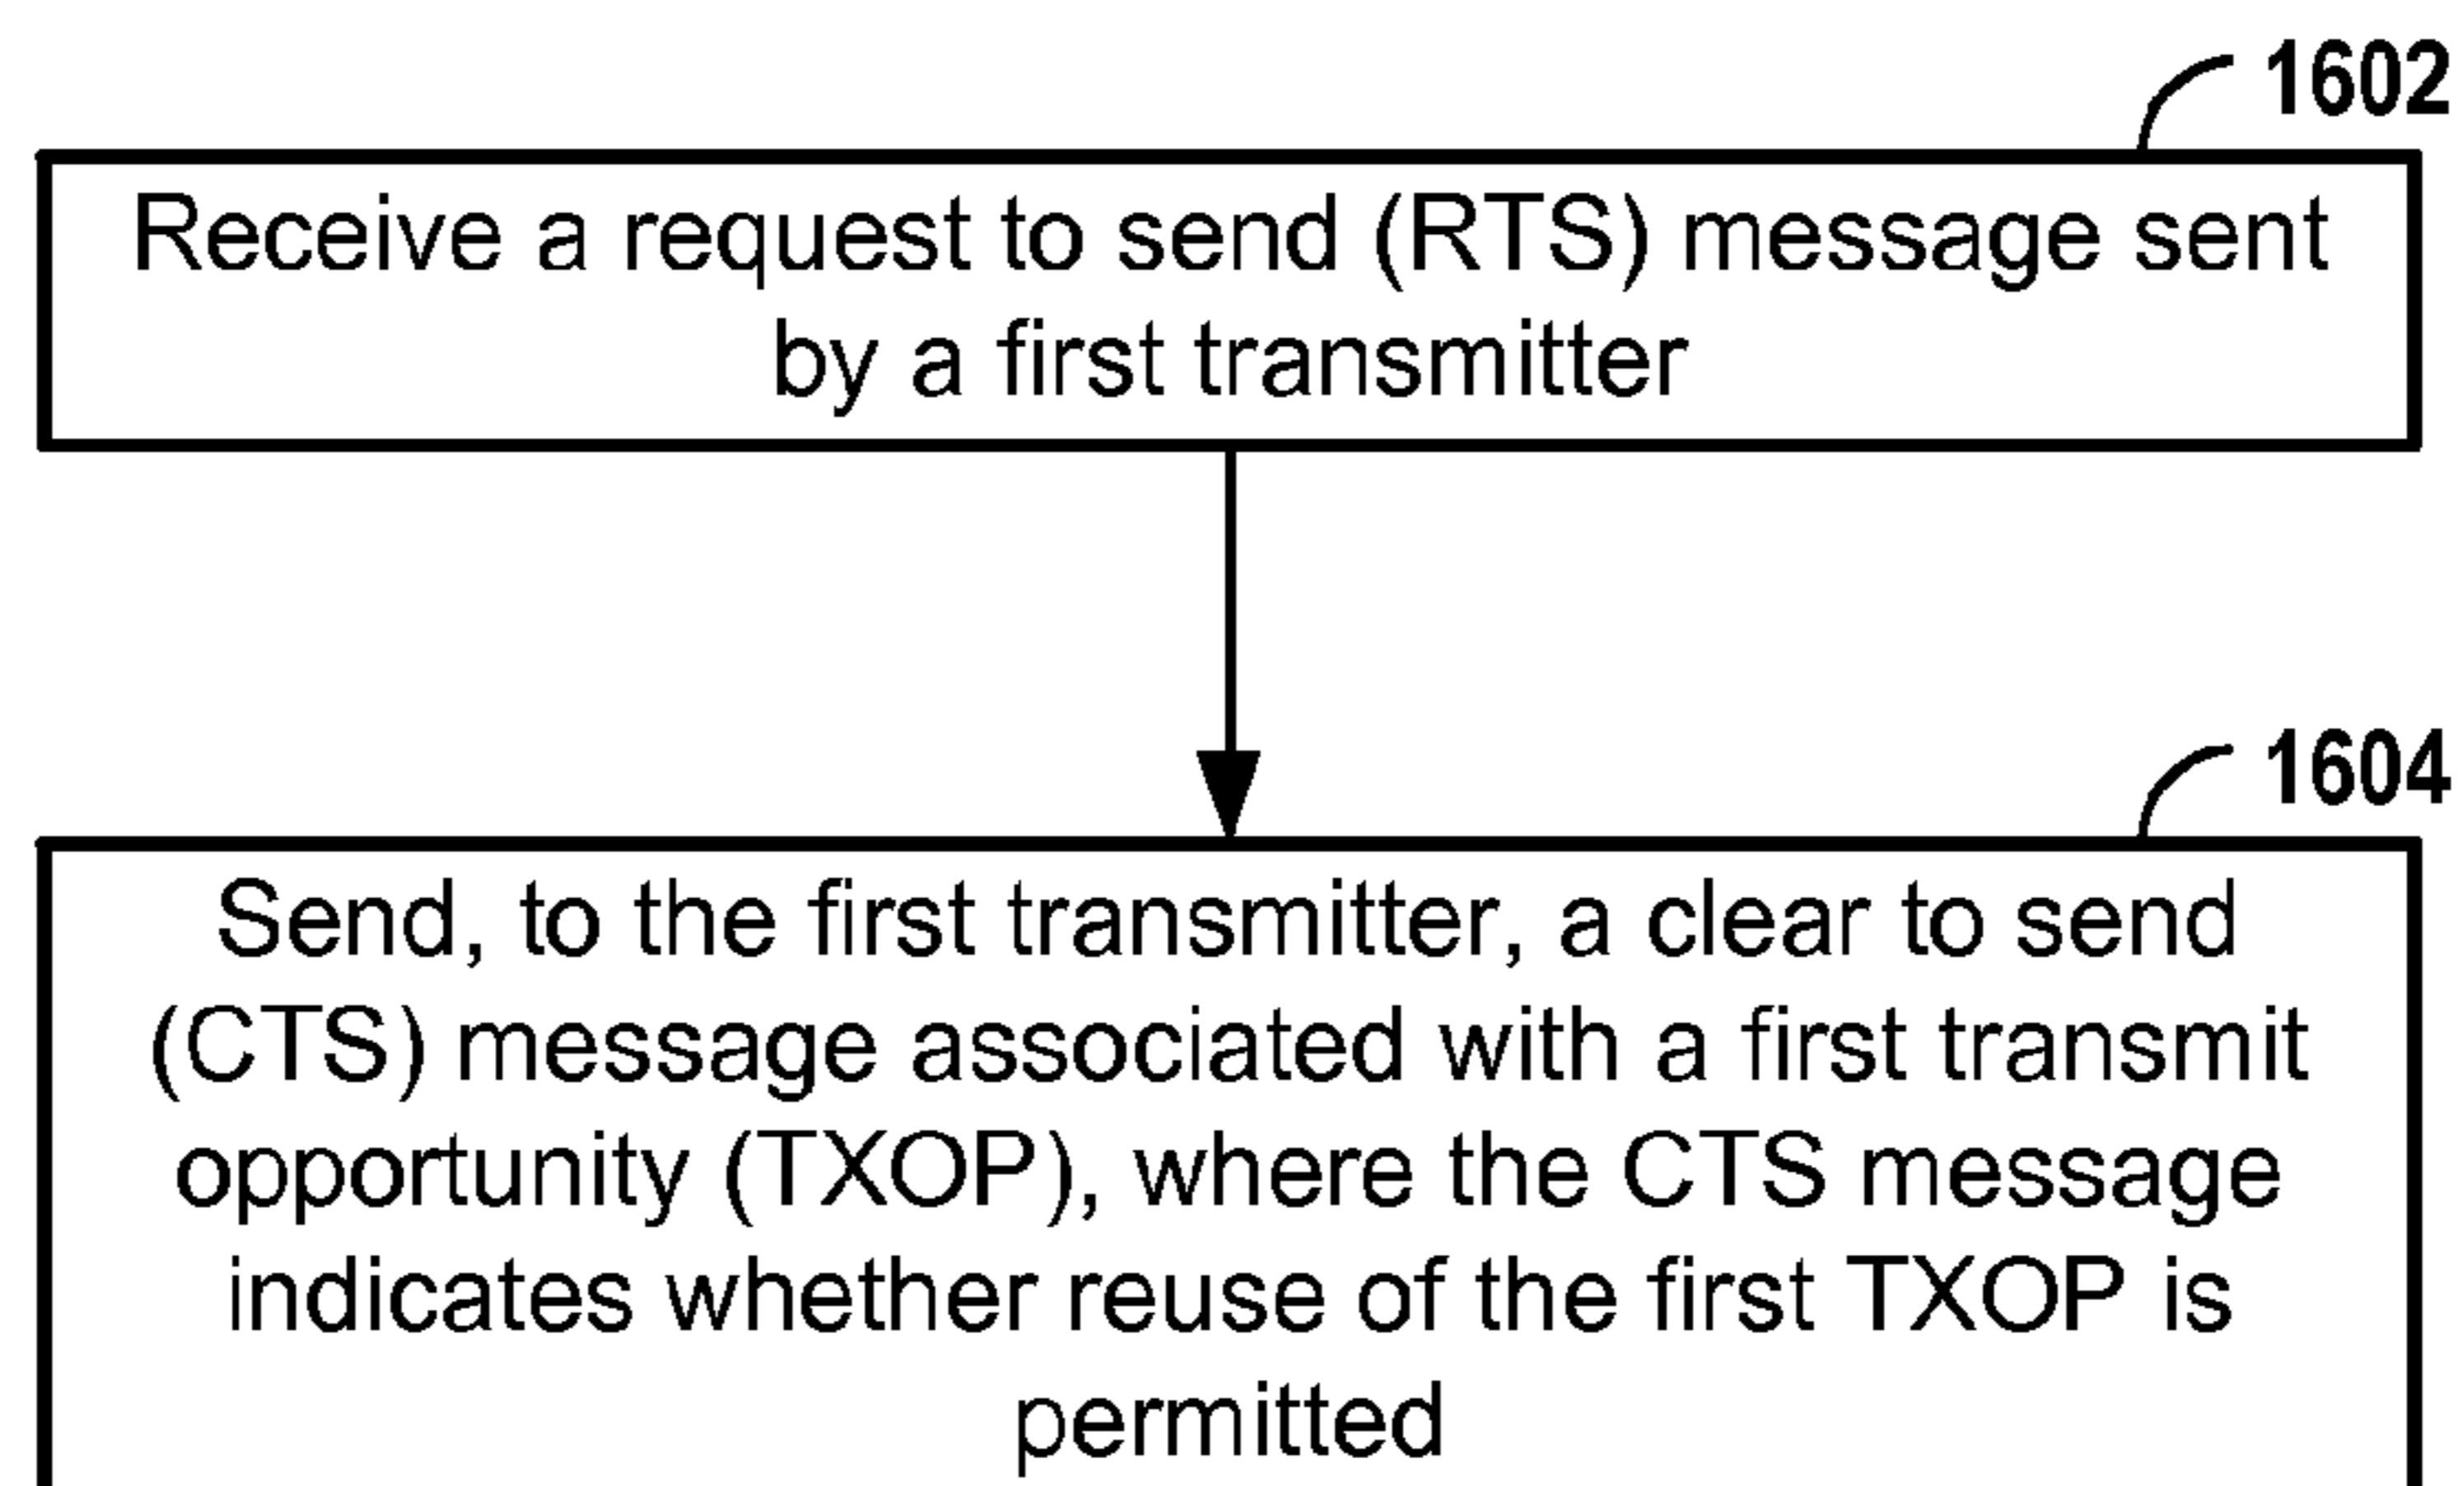 1602
Receive a request to send (RTS) message sent
by a first transmitter
1604
Send, to the first transmitter, a clear to send
(CTS) message associated with a first transmit
opportunity (TXOP), where the CTS message
indicates whether reuse of the first TXOP is
permitted